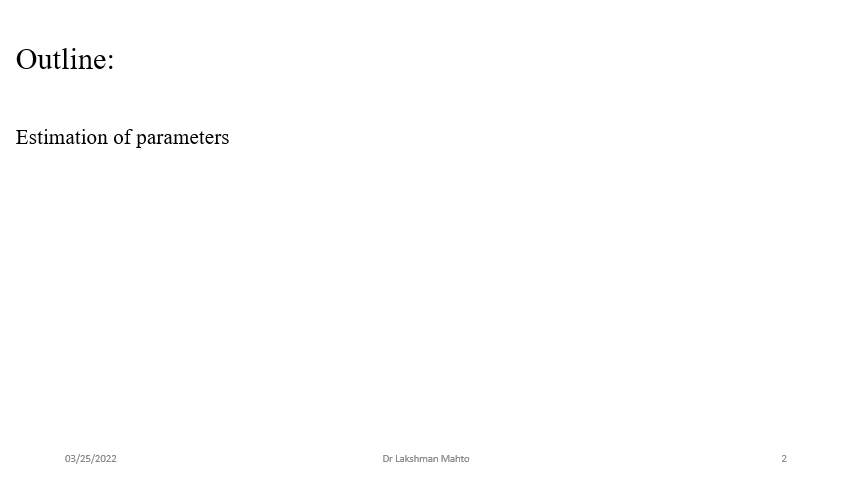 Outline:
Estimation of parameters
03/25/2022
Dr Lakshman Mahto
2